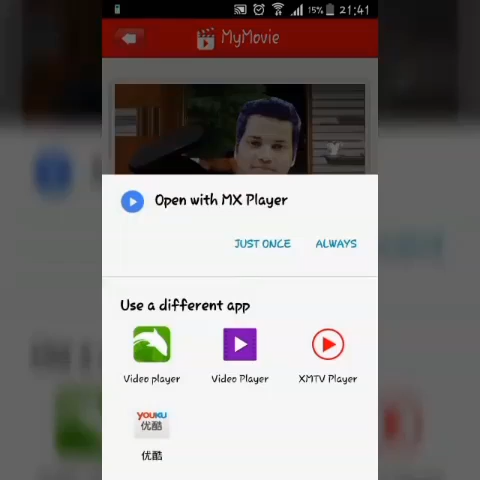 15% 21:41
MyMovie
Open with MX Player
JUST ONCE ALWAYS
Use a different app
Video player Video Player XMTV Player
YOUKU
优酷
优酷